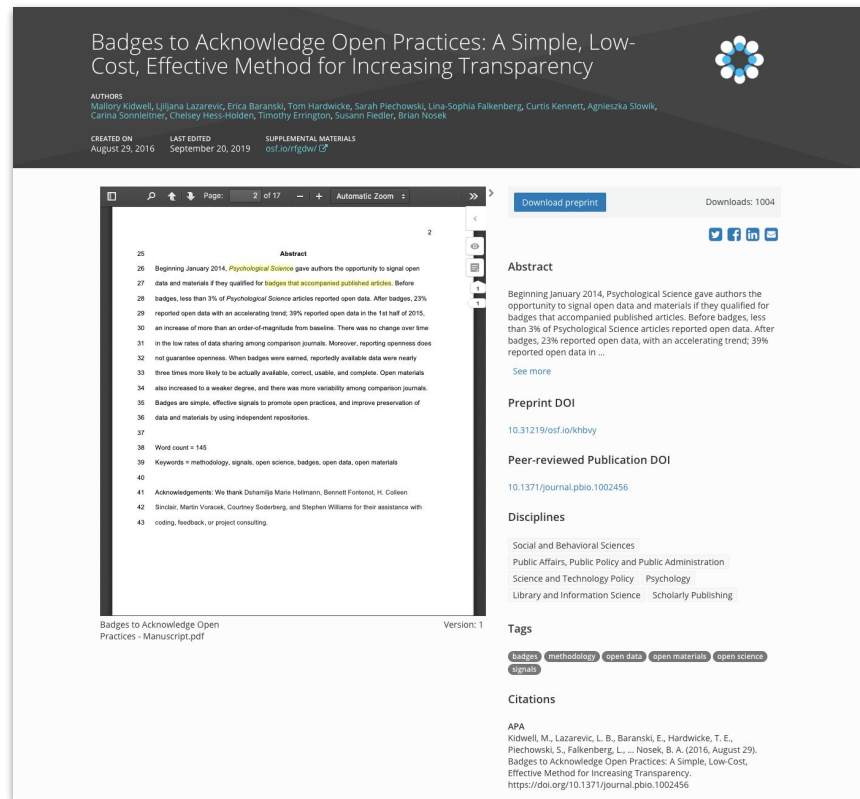 Badges to Acknowledge Open Practices: A Simple, Low-
Cost, Effective Method for Increasing Transparency
AUTHORS
Mallory Kidwell, Ljiljana Lazarevic, Erica Baranski, Tom Hardwicke, Sarah Piechowski, Lina-Sophia Falkenberg, Curtis Kennett, Agnieszka Slowik,
Carina Sonnleitner, Chelsey Hess-Holden, Timothy Errington, Susann Fiedler, Brian Nosek
CREATED ON LAST EDITED SUPPLEMENTAL MATERIALS
August 29, 2016 September 20, 2019 osf.io/rfgdw/
Page: 2 of 17 − + Automatic Zoom
2
25 Abstract
26 Beginning January 2014, Psychological Science gave authors the opportunity to signal open
27 data and materials if they qualified for badges that accompanied published articles. Before
28 badges, less than 3% of Psychological Science articles reported open data. After badges, 23%
29 reported open data with an accelerating trend; 39% reported open data in the 1st half of 2015,
30 an increase of more than an order-of-magnitude from baseline. There was no change over time
31 in the low rates of data sharing among comparison journals. Moreover, reporting openness does
32 not guarantee openness. When badges were earned, reportedly available data were nearly
33 three times more likely to be actually available, correct, usable, and complete. Open materials
34 also increased to a weaker degree, and there was more variability among comparison journals.
35 Badges are simple, effective signals to promote open practices, and improve preservation of
36 data and materials by using independent repositories.
37
38 Word count = 145
39 Keywords = methodology, signals, open science, badges, open data, open materials
40
41 Acknowledgements: We thank Dshamilja Marie Hellmann, Bennett Fontenot, H. Colleen
42 Sinclair, Martin Voracek, Courtney Soderberg, and Stephen Williams for their assistance with
43 coding, feedback, or project consulting.
1
1
Badges to Acknowledge Open
Practices - Manuscript.pdf
Version: 1
Download preprint Downloads: 1004
Abstract
Beginning January 2014, Psychological Science gave authors the
opportunity to signal open data and materials if they qualified for
badges that accompanied published articles. Before badges, less
than 3% of Psychological Science articles reported open data. After
badges, 23% reported open data, with an accelerating trend; 39%
reported open data in ...
See more
Preprint DOI
10.31219/osf.io/khbvy
Peer-reviewed Publication DOI
10.1371/journal.pbio.1002456
Disciplines
Social and Behavioral Sciences
Public Affairs, Public Policy and Public Administration
Science and Technology Policy Psychology
Library and Information Science Scholarly Publishing
Tags
badges methodology open data open materials open science
signals
Citations
APA
Kidwell, M., Lazarevic, L. B., Baranski, E., Hardwicke, T. E.,
Piechowski, S., Falkenberg, L., ... Nosek, B. A. (2016, August 29).
Badges to Acknowledge Open Practices: A Simple, Low-Cost,
Effective Method for Increasing Transparency.
https://doi.org/10.1371/journal.pbio.1002456